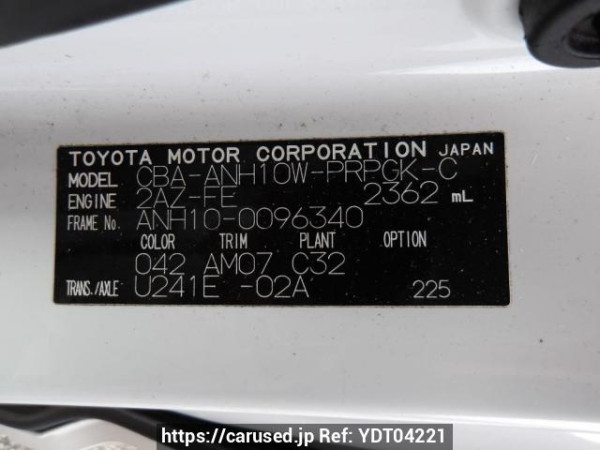 TOYOTA MOTOR CORPORATION JAPAN
MODEL CBA-ANH10W-PRPGK-C
ENGINE 2AZ-FE 2362 mL
FRAME No. ANH10-0096340
COLOR TRIM PLANT OPTION
042 AM07 C32
TRANS./AXLE U241E -02A 225
https://carused.jp Ref: YDT04221